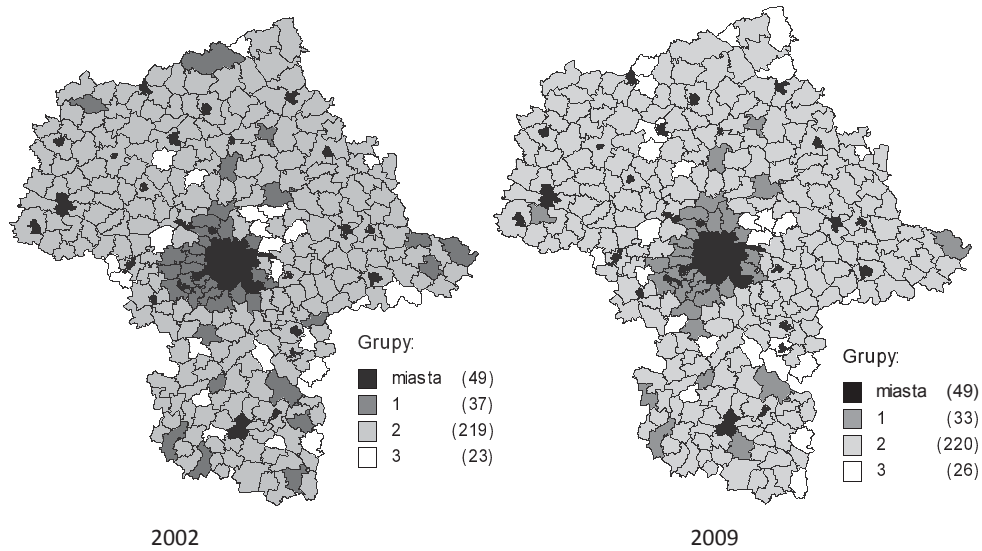 Grupy:
miasta (49)
1 (37)
2 (219)
3 (23)
2002
Grupy:
miasta (49)
1 (33)
2 (220)
3 (26)
2009